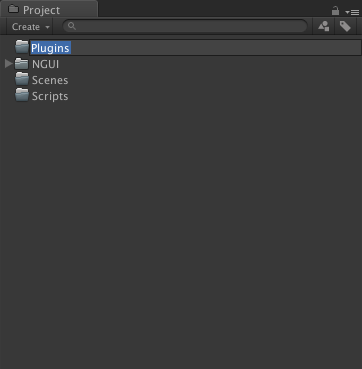 Project
Create
Plugins
NGUI
Scenes
Scripts